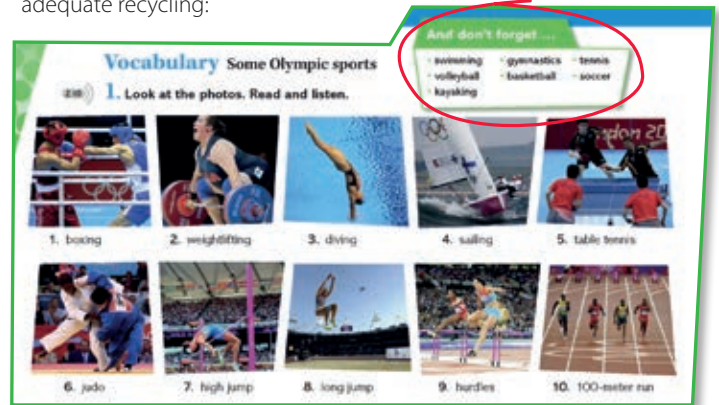 adequate recycling:
And don't forget ...
• swimming • gymnastics • tennis
• volleyball • basketball • soccer
• kayaking
Vocabulary Some Olympic sports
1. Look at the photos. Read and listen.
1. boxing 2. weightlifting 3. diving 4. sailing 5. table tennis
6. judo 7. high jump 8. long jump 9. hurdles 10. 100-meter run